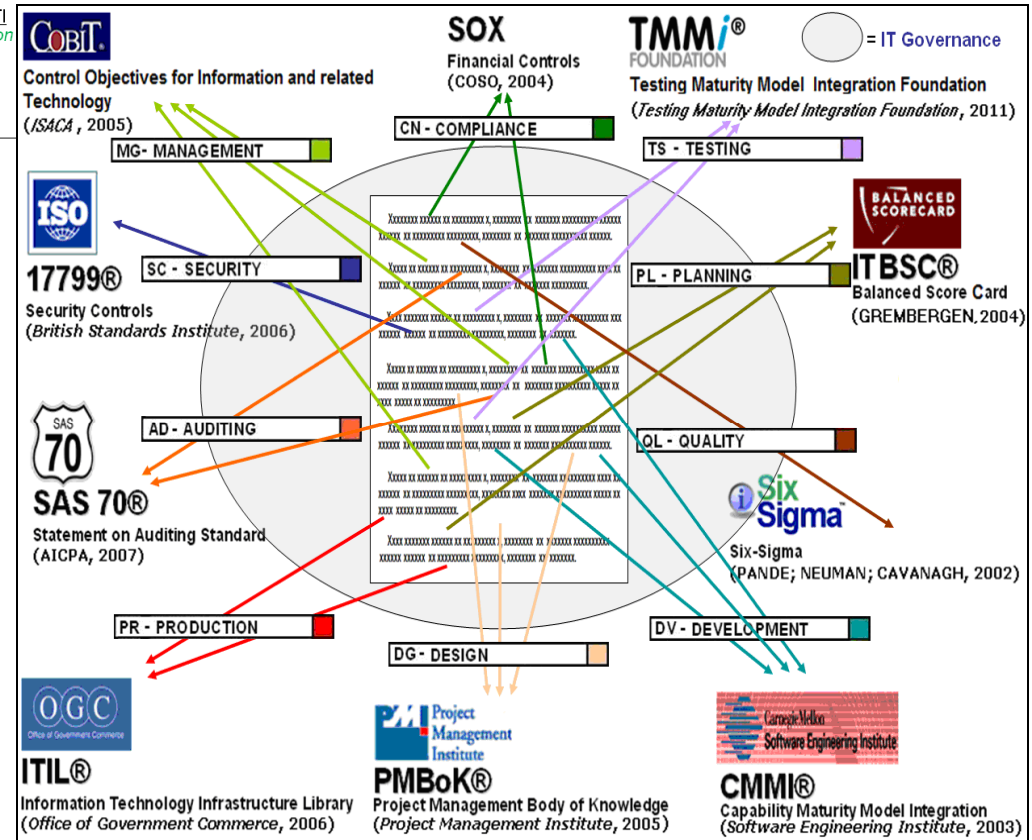 TI
on
COBIT.
Control Objectives for Information and related
Technology
(ISACA , 2005)
SOX
Financial Controls
(COSO, 2004)
TMMi®
FOUNDATION
Testing Maturity Model Integration Foundation
(Testing Maturity Model Integration Foundation, 2011)
= IT Governance
MG- MANAGEMENT
CN - COMPLIANCE
TS - TESTING
ISO
17799®
Security Controls
(British Standards Institute, 2006)
SC - SECURITY
PL - PLANNING
BALANCED
SCORECARD
ITBSC®
Balanced Score Card
(GREMBERGEN,2004)
SAS
70
SAS 70®
Statement on Auditing Standard
(AICPA, 2007)
AD - AUDITING
QL - QUALITY
i Six
Sigma™
Six-Sigma
(PANDE; NEUMAN; CAVANAGH, 2002)
PR - PRODUCTION
DG - DESIGN
DV - DEVELOPMENT
OGC
Office of Government Commerce
ITIL®
Information Technology Infrastructure Library
(Office of Government Commerce, 2006)
PMI Project
Management
Institute
PMBoK®
Project Management Body of Knowledge
(Project Management Institute, 2005)
Carnegie Mellon
Software Engineering Institute
CMMI®
Capability Maturity Model Integration
(Software Engineering Institute, 2003)